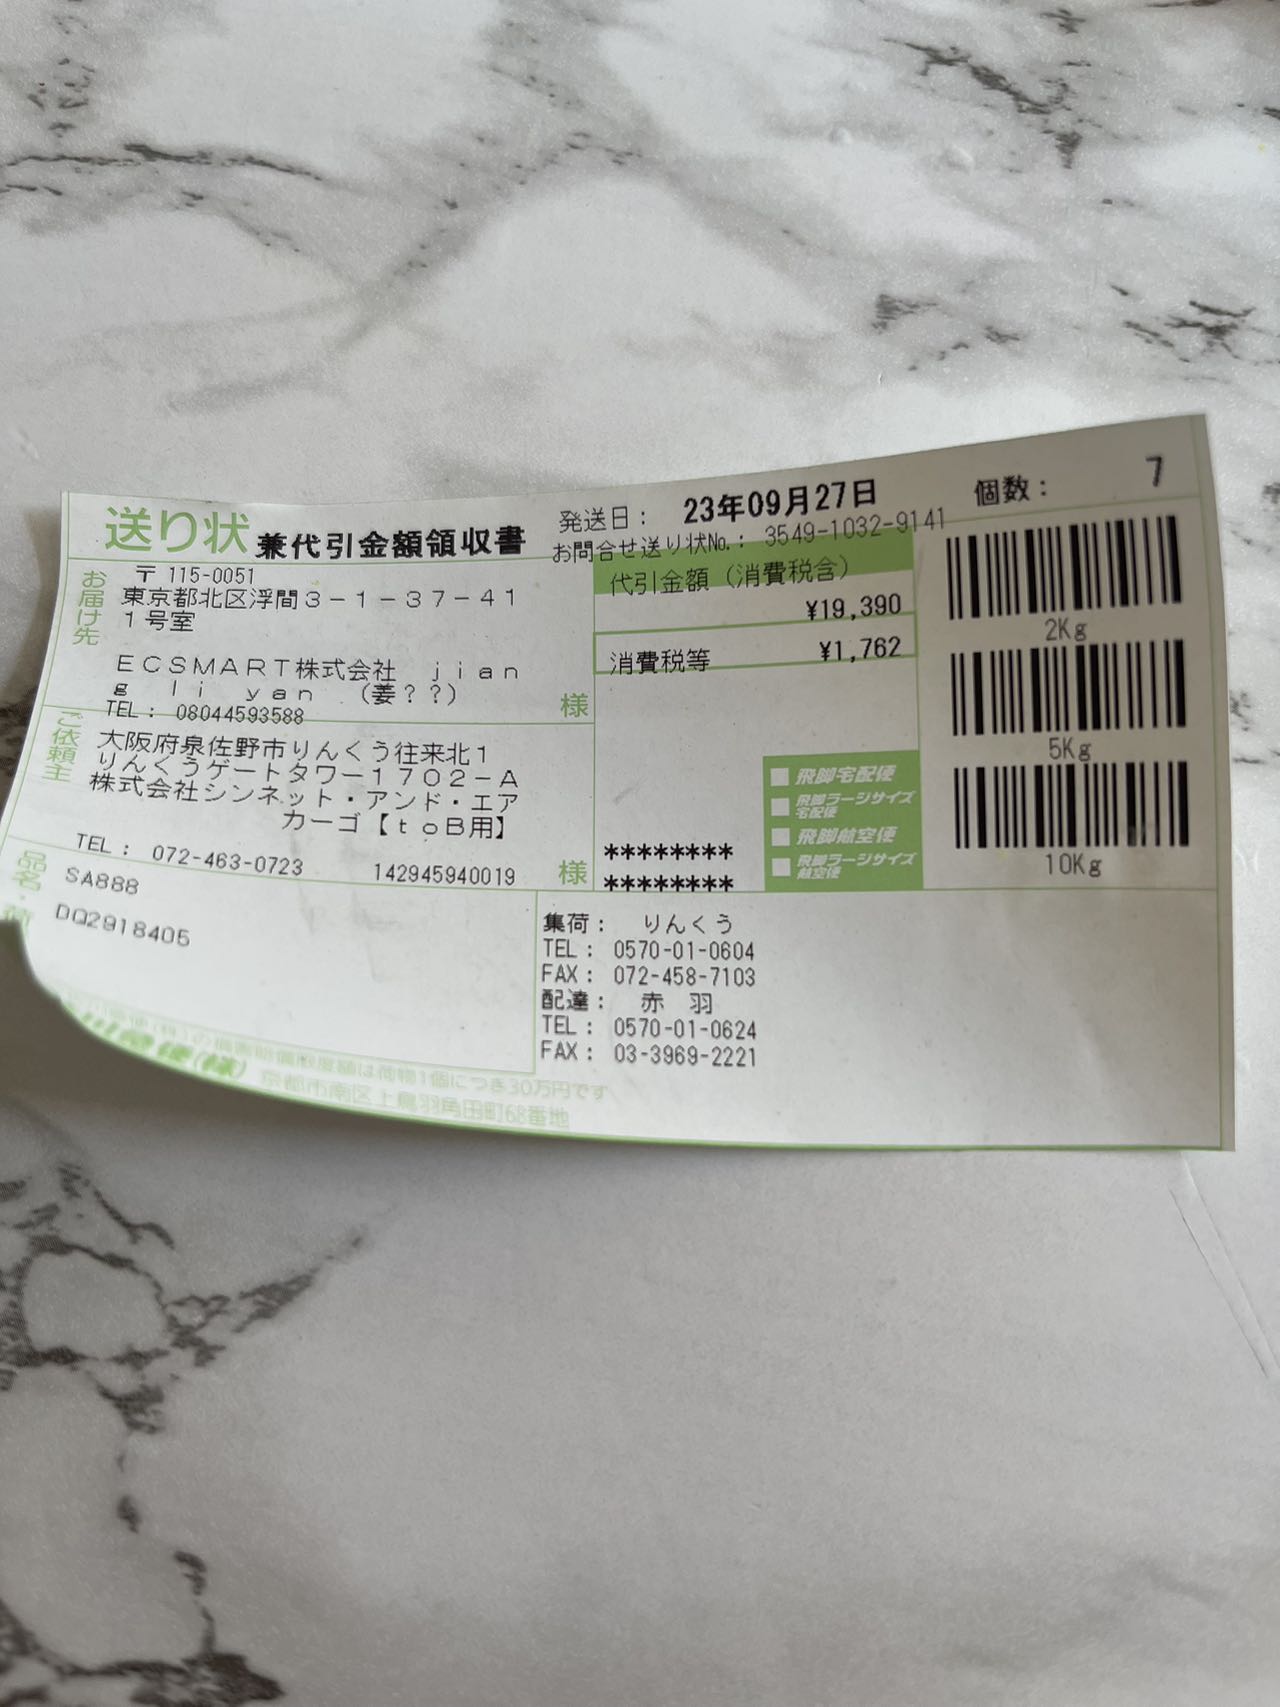 送り状 兼代引金額領収書
発送日： 23年09月27日 個数： 7
お問合せ送り状No.： 3549-1032-9141
お届け先
〒 115-0051
東京都北区浮間３－１－３７－４１
１号室
ＥＣＳＭＡＲＴ株式会社 ｊｉａｎ
ｇ ｌｉ ｙａｎ （姜？？）
様
TEL： 08044593588
ご依頼主
大阪府泉佐野市りんくう往来北１
りんくうゲートタワー１７０２－Ａ
株式会社シンネット・アンド・エア
カーゴ【ｔｏＢ用】
TEL： 072-463-0723 142945940019 様
代引金額（消費税含）
¥19,390
消費税等 ¥1,762
飛脚宅配便
飛脚ラージサイズ
宅配便
飛脚航空便
飛脚ラージサイズ
航空便
********
********
2Kg
5Kg
10Kg
品名
SA888
DQ2918405
集荷： りんくう
TEL： 0570-01-0604
FAX： 072-458-7103
配達： 赤 羽
TEL： 0570-01-0624
FAX： 03-3969-2221
限度額は荷物1個につき30万円です
京都市南区上鳥羽角田町68番地